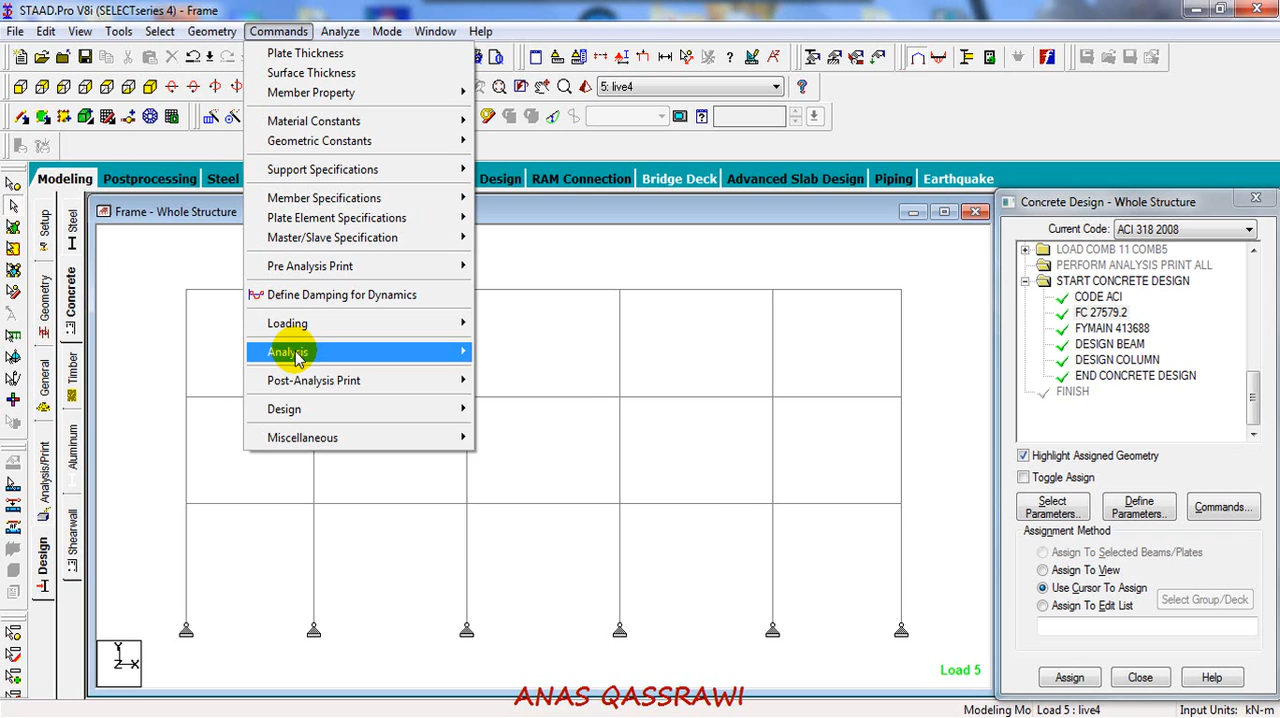 STAAD.Pro V8i (SELECTseries 4) - Frame
File Edit View Tools Select Geometry Commands Analyze Mode Window Help
5: live4
Modeling Postprocessing Steel Design RAM Connection Bridge Deck Advanced Slab Design Piping Earthquake
Plate Thickness
Surface Thickness
Member Property
Material Constants
Geometric Constants
Support Specifications
Member Specifications
Plate Element Specifications
Master/Slave Specification
Pre Analysis Print
Define Damping for Dynamics
Loading
Analysis
Post-Analysis Print
Design
Miscellaneous
Setup
Geometry
General
Analysis/Print
Design
Steel
Concrete
Timber
Aluminum
Shearwall
Frame - Whole Structure
Y
Z X
Load 5
Concrete Design - Whole Structure
Current Code: ACI 318 2008
LOAD COMB 11 COMB5
PERFORM ANALYSIS PRINT ALL
START CONCRETE DESIGN
CODE ACI
FC 27579.2
FYMAIN 413688
DESIGN BEAM
DESIGN COLUMN
END CONCRETE DESIGN
FINISH
Highlight Assigned Geometry
Toggle Assign
Select Parameters..
Define Parameters..
Commands...
Assignment Method
Assign To Selected Beams/Plates
Assign To View
Use Cursor To Assign
Select Group/Deck
Assign To Edit List
Assign Close Help
ANAS QASSRAWI
Modeling Mo Load 5 : live4 Input Units: kN-m